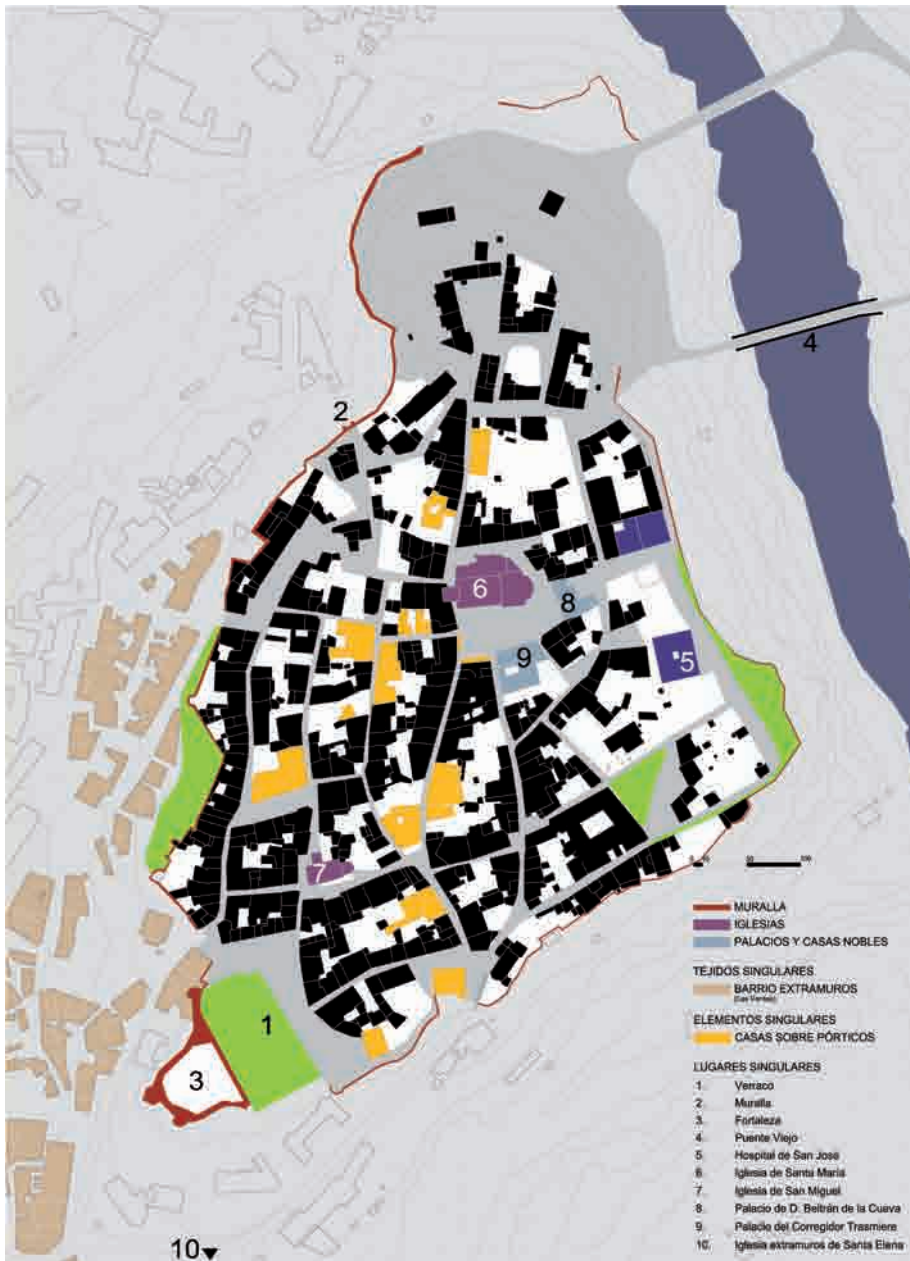 4
2
6
8
9
5
7
1
3
10
MURALLA
IGLESIAS
PALACIOS Y CASAS NOBLES
TEJIDOS SINGULARES
BARRIO EXTRAMUROS
ELEMENTOS SINGULARES
CASAS SOBRE PÓRTICOS
LUGARES SINGULARES
1. Verraco
2. Muralla
3. Fortaleza
4. Puente Viejo
5. Hospital de San Jose
6. Iglesia de Santa María
7. Iglesia de San Miguel
8. Palacio de D. Beltrán de la Cueva
9. Palacio del Corregidor Trasmiere
10. Iglesia extramuros de Santa Elena